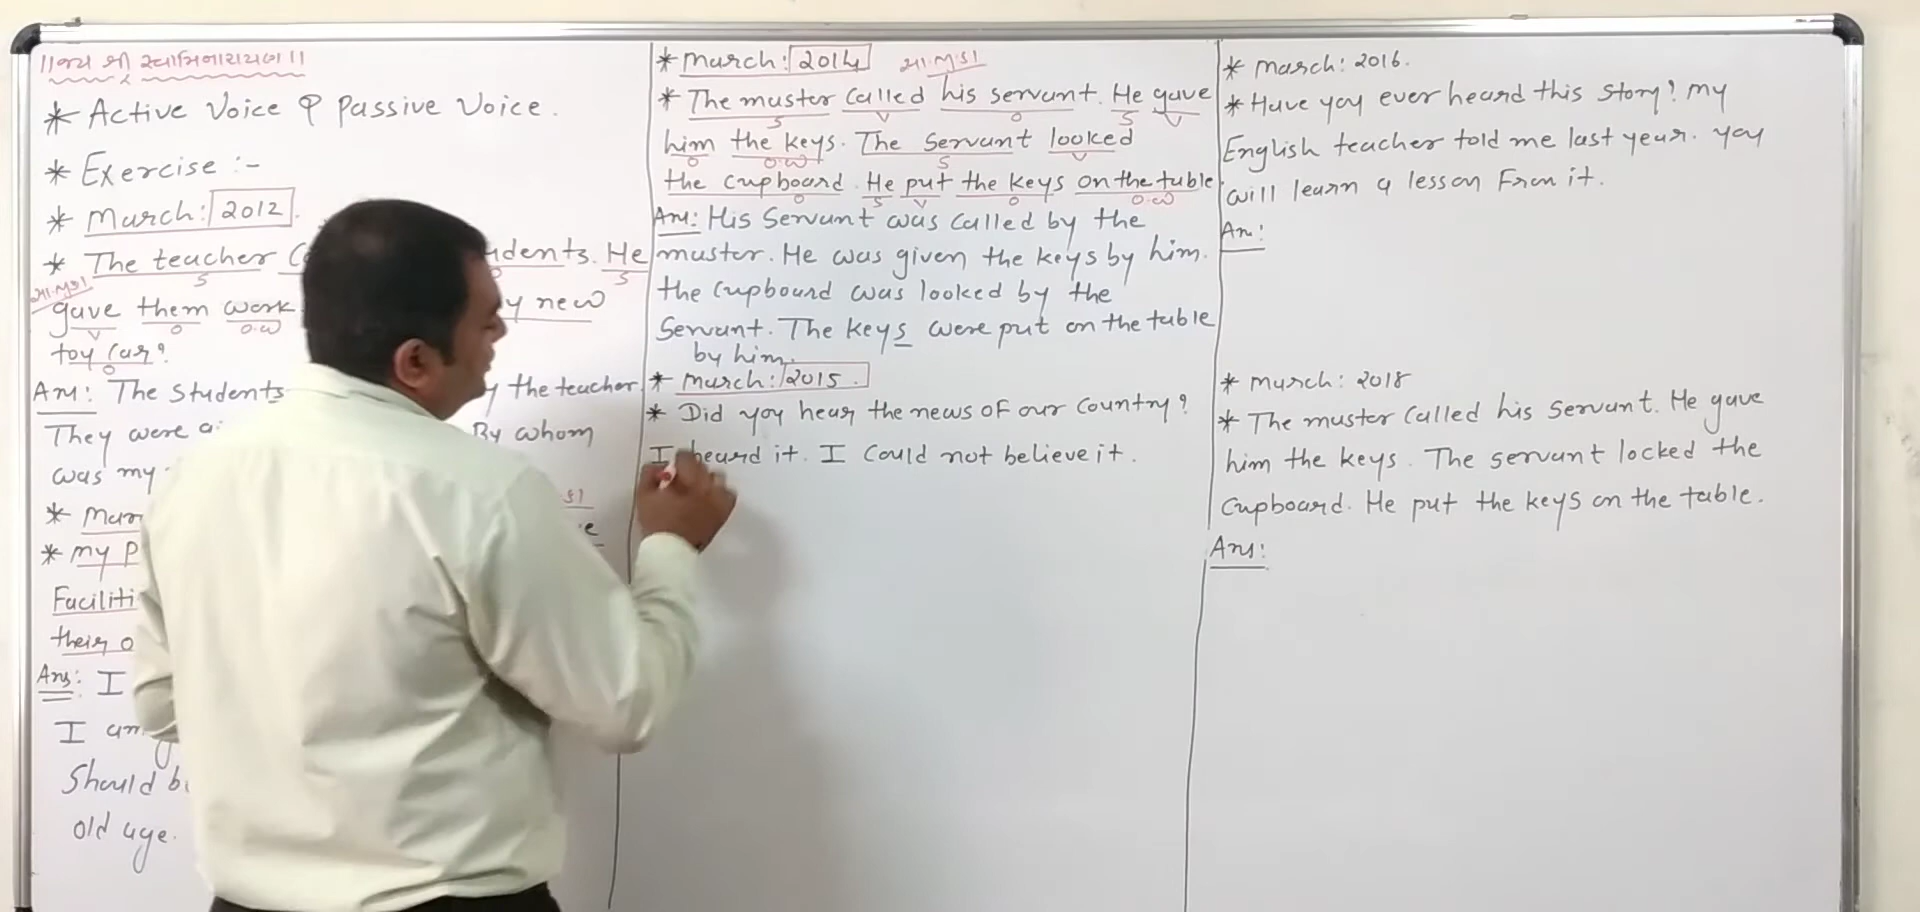 ॥જય શ્રી સ્વામિનારાયણ॥
* Active Voice & Passive Voice.
* Exercise :-
* March: 2012.
* The teacher udents. He
મા.મુકા
gave them work y new
toy car?
Ans: The students y the teacher.
They were By whom
was my
* Mar
* My P
Faciliti
their o
Ans: I
I am
Should b
old age.
* March: 2014 મા.મુકા
* The master called his servant. He gave
S V O S V
him the keys. The Servant looked
O O.W S V
the cupboard. He put the keys on the table.
O S V O O.W
Ans: His Servant was called by the
master. He was given the keys by him.
the cupboard was looked by the
Servant. The keys were put on the table
by him.
* March: 2015.
* Did you hear the news of our country?
I heard it. I could not believe it.
* March: 2016.
* Have you ever heard this story? My
English teacher told me last year. you
will learn a lesson From it.
Ans:
* March: 2018
* The master called his servant. He gave
him the keys. The servant locked the
cupboard. He put the keys on the table.
Ans: